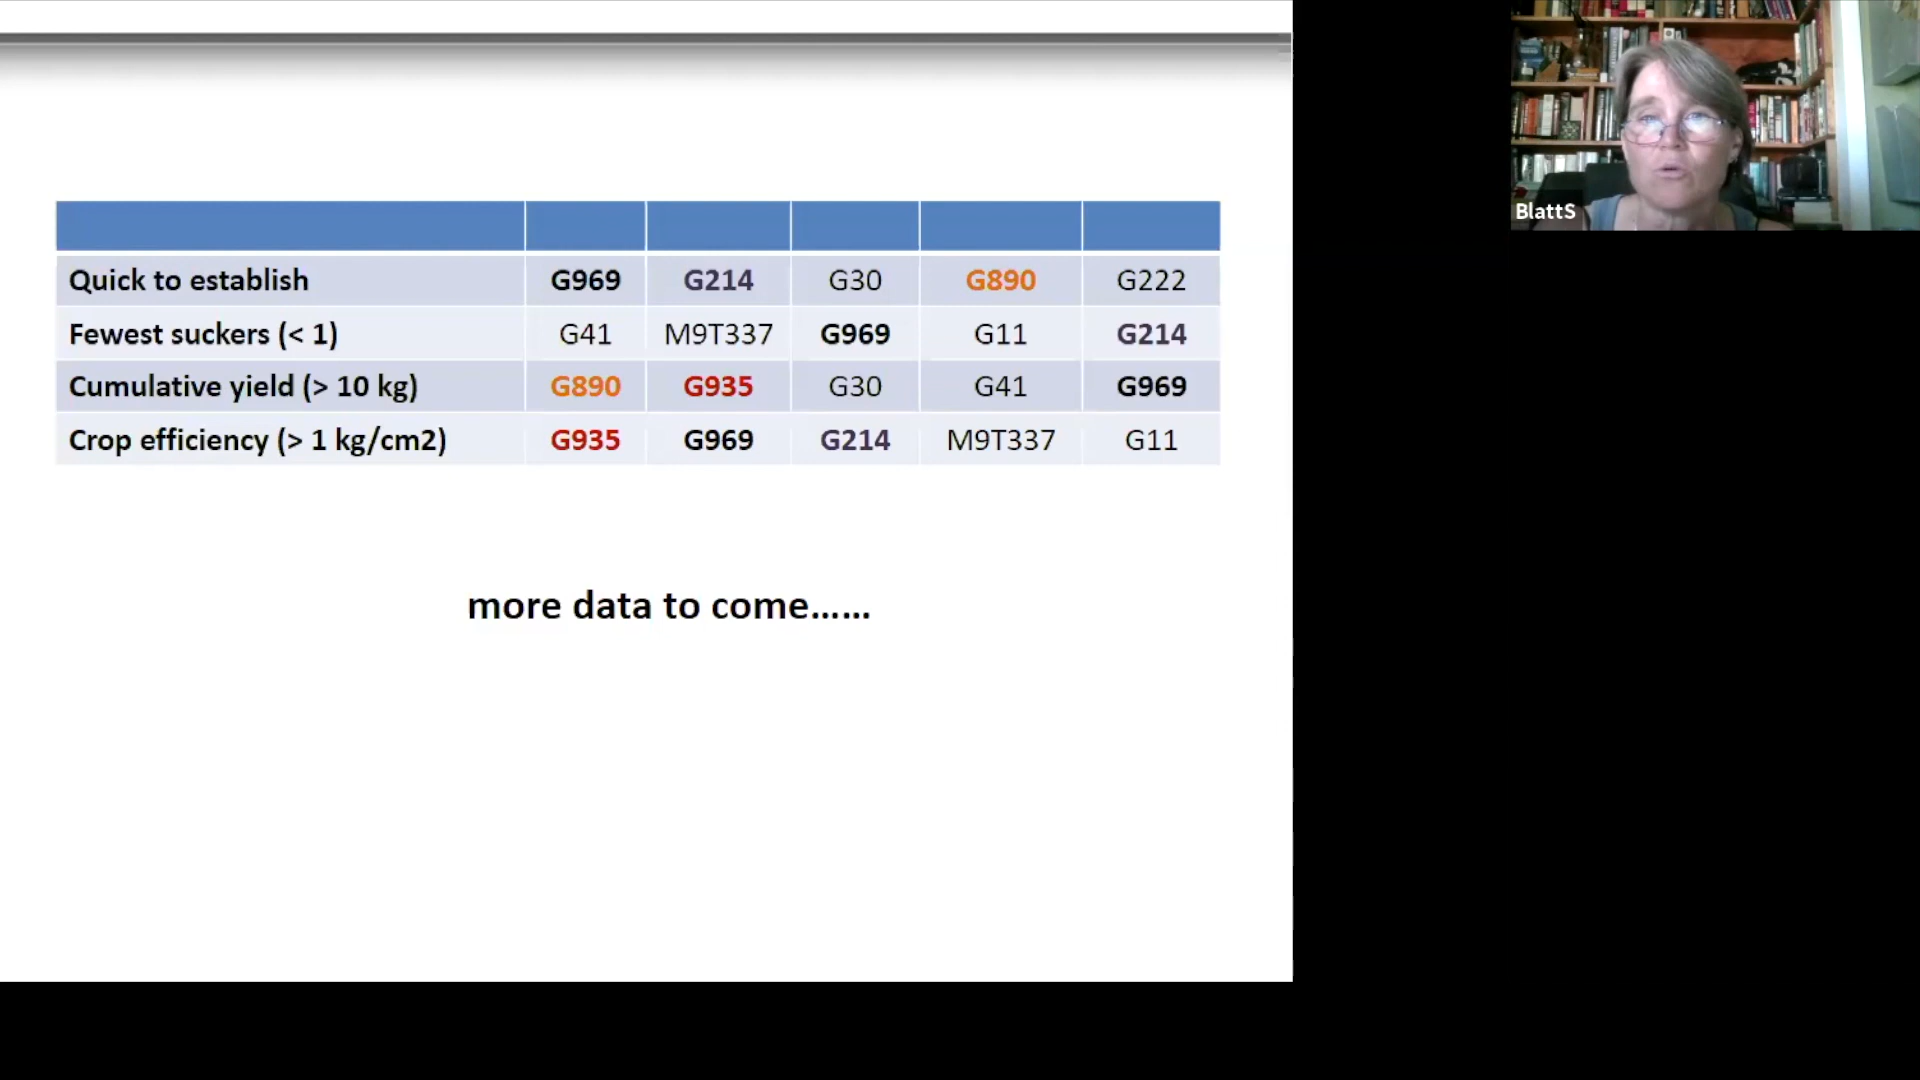 Quick to establish G969 G214 G30 G890 G222
Fewest suckers (< 1) G41 M9T337 G969 G11 G214
Cumulative yield (> 10 kg) G890 G935 G30 G41 G969
Crop efficiency (> 1 kg/cm2) G935 G969 G214 M9T337 G11
more data to come......
BlattS